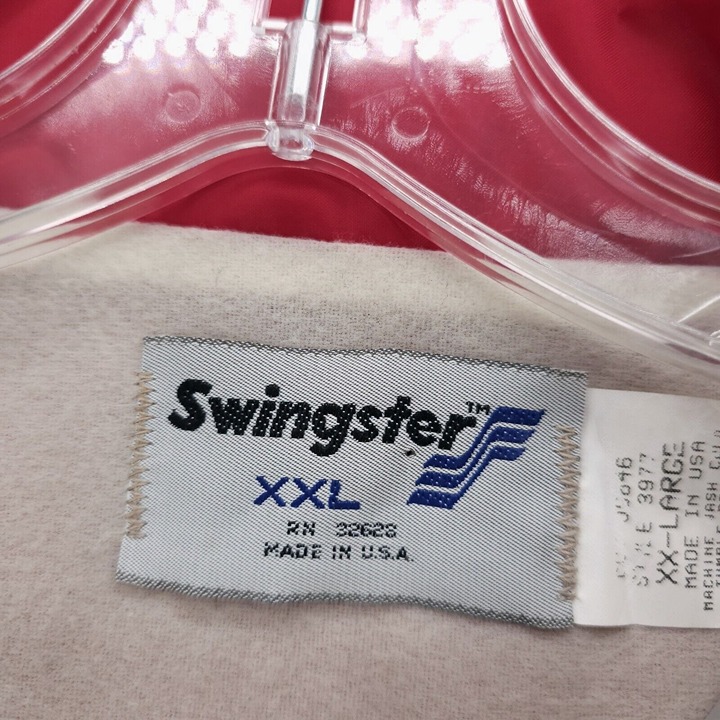 Swingster™
XXL
RN 32628
MADE IN U.S.A.
STYLE 3977
XX-LARGE
MADE IN USA
MACHINE WASH